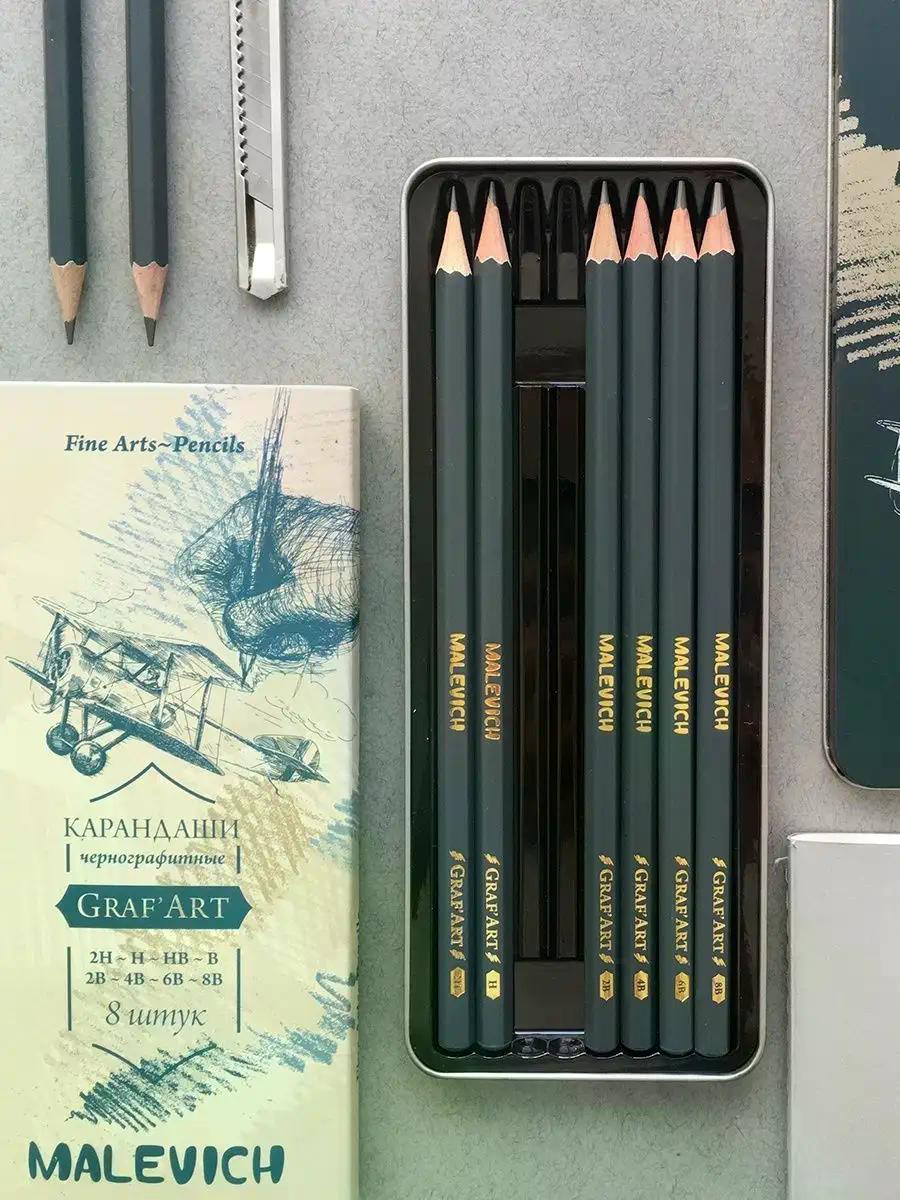 Fine Arts~Pencils
КАРАНДАШИ
чернографитные
GRAF'ART
2H ~ H ~ HB ~ B
2B ~ 4B ~ 6B ~ 8B
8 штук
MALEVICH
MALEVICH GRAF'ART 2H
MALEVICH GRAF'ART H
MALEVICH GRAF'ART 2B
MALEVICH GRAF'ART 4B
MALEVICH GRAF'ART 6B
MALEVICH GRAF'ART 8B